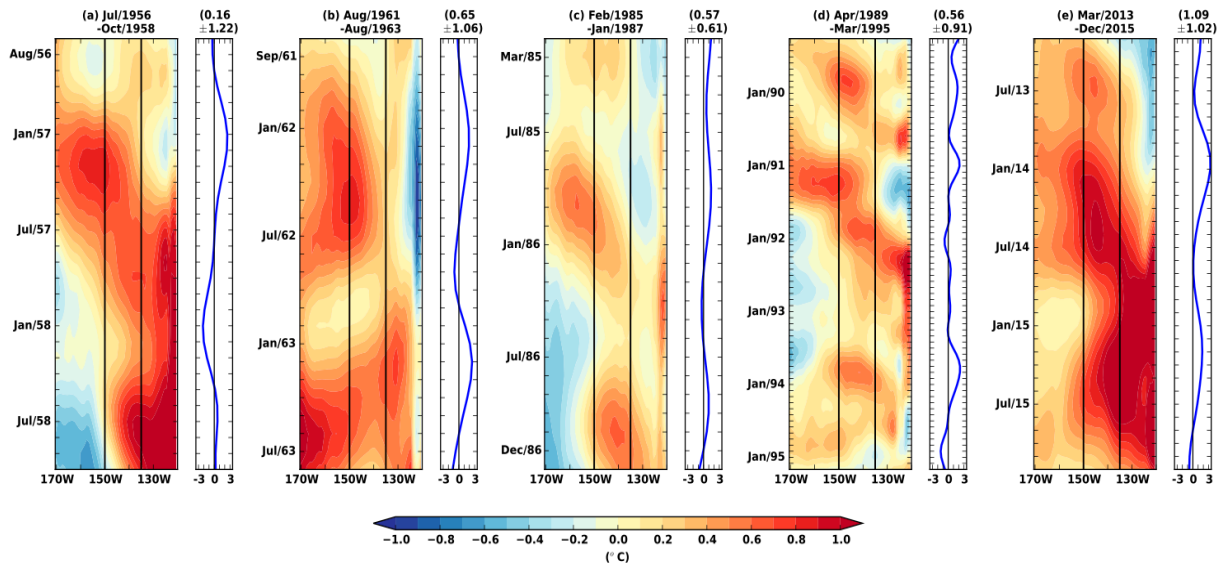 (a) Jul/1956
-Oct/1958
(0.16
±1.22)
(b) Aug/1961
-Aug/1963
(0.65
±1.06)
(c) Feb/1985
-Jan/1987
(0.57
±0.61)
(d) Apr/1989
-Mar/1995
(0.56
±0.91)
(e) Mar/2013
-Dec/2015
(1.09
±1.02)
Aug/56
Jan/57
Jul/57
Jan/58
Jul/58
170W 150W 130W
-3 0 3
Sep/61
Jan/62
Jul/62
Jan/63
Jul/63
170W 150W 130W
-3 0 3
Mar/85
Jul/85
Jan/86
Jul/86
Dec/86
170W 150W 130W
-3 0 3
Jan/90
Jan/91
Jan/92
Jan/93
Jan/94
Jan/95
170W 150W 130W
-3 0 3
Jul/13
Jan/14
Jul/14
Jan/15
Jul/15
170W 150W 130W
-3 0 3
−1.0 −0.8 −0.6 −0.4 −0.2 0.0 0.2 0.4 0.6 0.8 1.0
(° C)